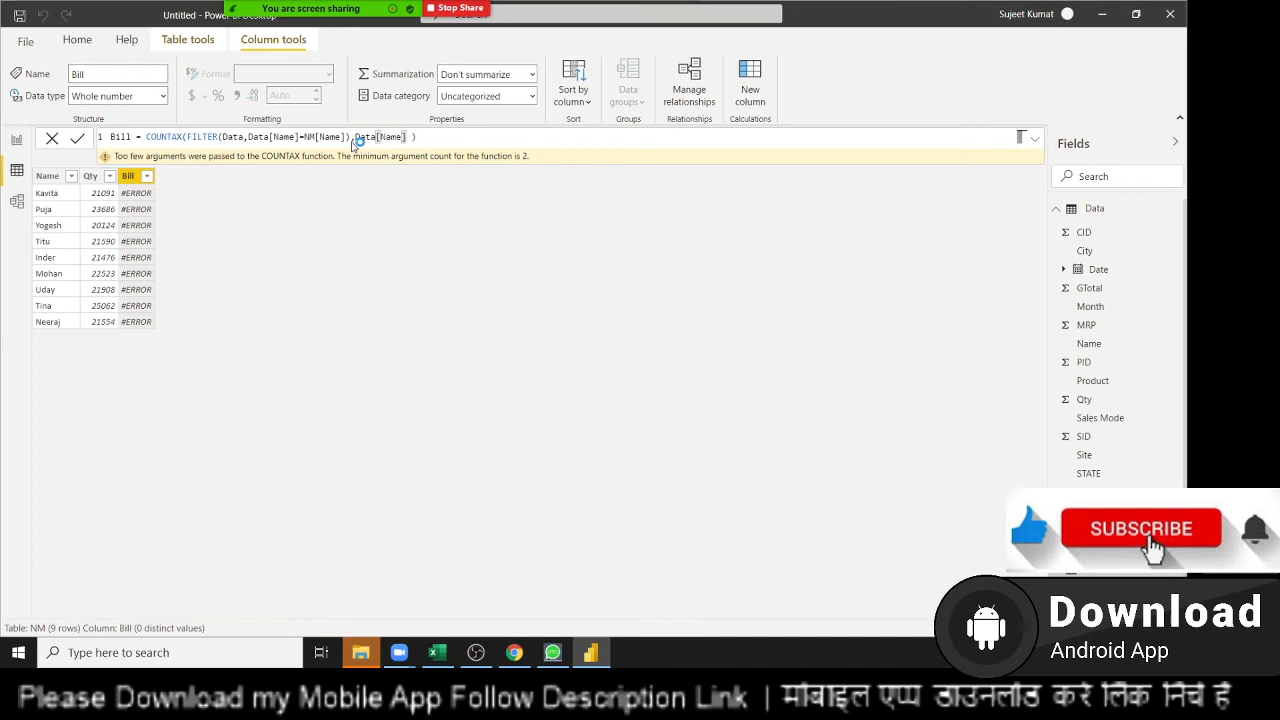 You are screen sharing
Stop Share
Untitled - Power BI Desktop
Sujeet Kumat
File
Home
Help
Table tools
Column tools
Name
Bill
Format
Summarization
Don't summarize
Data type
Whole number
$ % Auto
Data category
Uncategorized
Sort by column
Data groups
Manage relationships
New column
Structure
Formatting
Properties
Sort
Groups
Relationships
Calculations
1 Bill = COUNTAX(FILTER(Data,Data[Name]=NM[Name]),Data[Name] )
Too few arguments were passed to the COUNTAX function. The minimum argument count for the function is 2.
Name Qty Bill
Kavita 21091 #ERROR
Puja 23686 #ERROR
Yogesh 20124 #ERROR
Titu 21590 #ERROR
Inder 21476 #ERROR
Mohan 22523 #ERROR
Uday 21908 #ERROR
Tina 25062 #ERROR
Neeraj 21554 #ERROR
Fields
Search
Data
CID
City
Date
GTotal
Month
MRP
Name
PID
Product
Qty
Sales Mode
SID
Site
STATE
SUBSCRIBE
Download
Android App
Table: NM (9 rows) Column: Bill (0 distinct values)
Type here to search
Please Download my Mobile App Follow Description Link | मोबाइल एप्प डाउनलोड करे लिंक निचे है